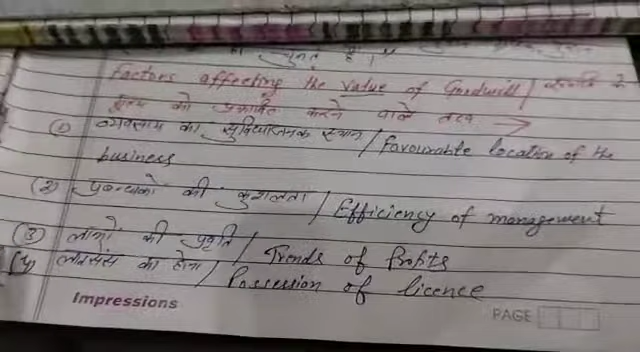 चुनते है।"
Factors affecting the value of Goodwill / ख्याति के
मूल्य को प्रभावित करने वाले तत्व →
(1) व्यवसाय का सुविधाजनक स्थान / favourable location of the
business
(2) प्रबन्धको की कुशलता / Efficiency of management
(3) लाभो की प्रवृति / Trends of Profits
(4) लाइसेंस का होना / Possession of licence
Impressions
PAGE